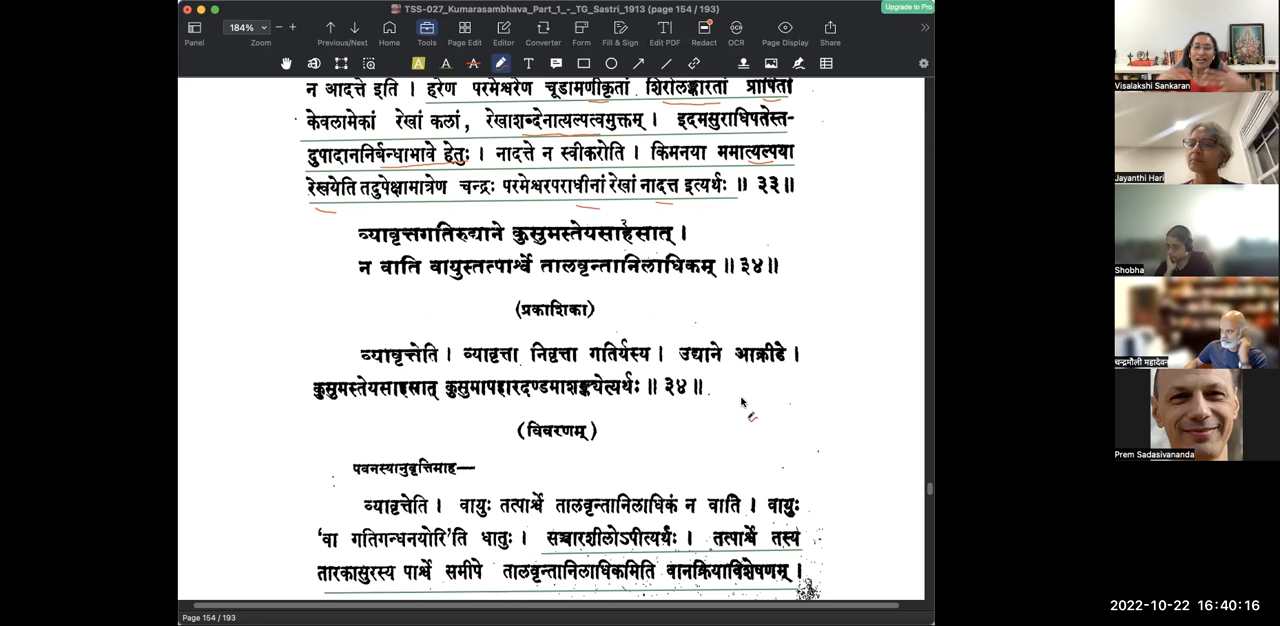 TSS-027_Kumarasambhava_Part_1_-_TG_Sastri_1913 (page 154 / 193)
Upgrade to Pro
184%
Panel Zoom Previous/Next Home Tools Page Edit Editor Converter Form Fill & Sign Edit PDF Redact OCR Page Display Share
न आदत्ते इति । हरेण परमेश्वरेण चूडामणीकृतां शिरोलङ्कारतां प्रापितां
केवलामेकां रेखां कलां, रेखाशब्देनात्यल्पत्वमुक्तम् । इदमसुराधिपतेस्त-
दुपादाननिर्बन्धाभावे हेतुः । नादत्ते न स्वीकरोति । किमनया ममात्यल्पया
रेखयेति तदुपेक्षामात्रेण चन्द्रः परमेश्वरपराधीनां रेखां नादत्त इत्यर्थः ॥ ३३॥
व्यावृत्तगतिरुद्याने कुसुमस्तेयसाहसात् ।
न वाति वायुस्तत्पार्श्वे तालवृन्तानिलाधिकम् ॥ ३४॥
(प्रकाशिका)
व्यावृत्तेति । व्यावृत्ता निवृत्ता गतिर्यस्य । उद्याने आक्रीडे ।
कुसुमस्तेयसाहसात् कुसुमापहारदण्डमाशङ्क्येत्यर्थः ॥ ३४ ॥
(विवरणम्)
पवनस्यानुवृत्तिमाह—
व्यावृत्तेति । वायुः तत्पार्श्वे तालवृन्तानिलाधिकं न वाति । वायुः
'वा गतिगन्धनयोरि'ति धातुः । सञ्चारशीलोऽपीत्यर्थः । तत्पार्श्वे तस्य
तारकासुरस्य पार्श्वे समीपे तालवृन्तानिलाधिकमिति वानक्रियाविशेषणम् ।
Page 154 / 193
Visalakshi Sankaran
Jayanthi Hari
Shobha
चन्द्रमौली महादेवन
Prem Sadasivananda
2022-10-22 16:40:16